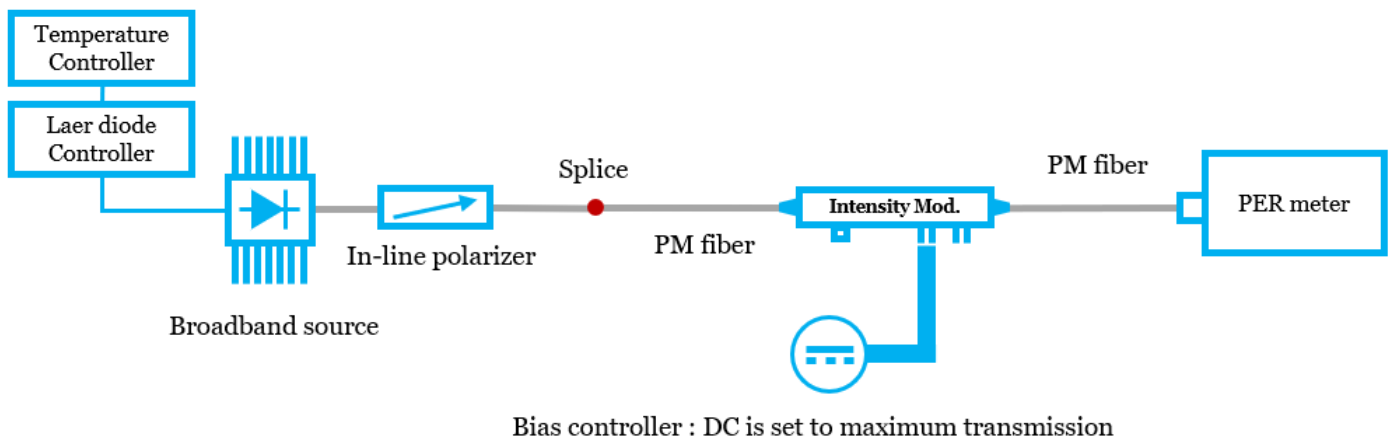 Temperature
Controller
Laer diode
Controller
Splice
PM fiber
Intensity Mod.
PER meter
In-line polarizer
PM fiber
Broadband source
Bias controller : DC is set to maximum transmission